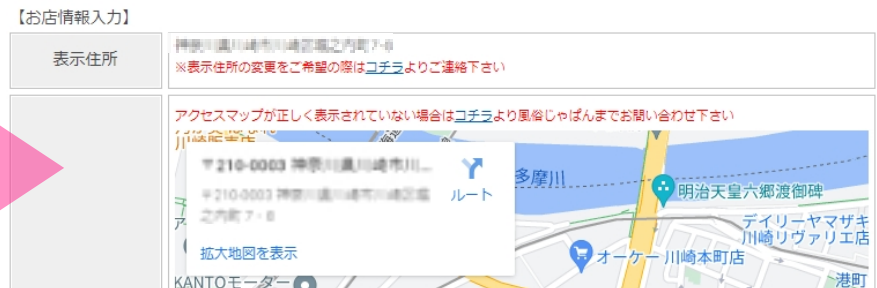 【お店情報入力】
表示住所
※表示住所の変更をご希望の際はコチラよりご連絡下さい
アクセスマップが正しく表示されていない場合はコチラより風俗じゃぱんまでお問い合わせ下さい
〒210-0003
ルート
〒210-0003
拡大地図を表示
多摩川
明治天皇六郷渡御碑
デイリーヤマザキ
川崎リヴァリエ店
オーケー 川崎本町店
KANTOモーター
港町